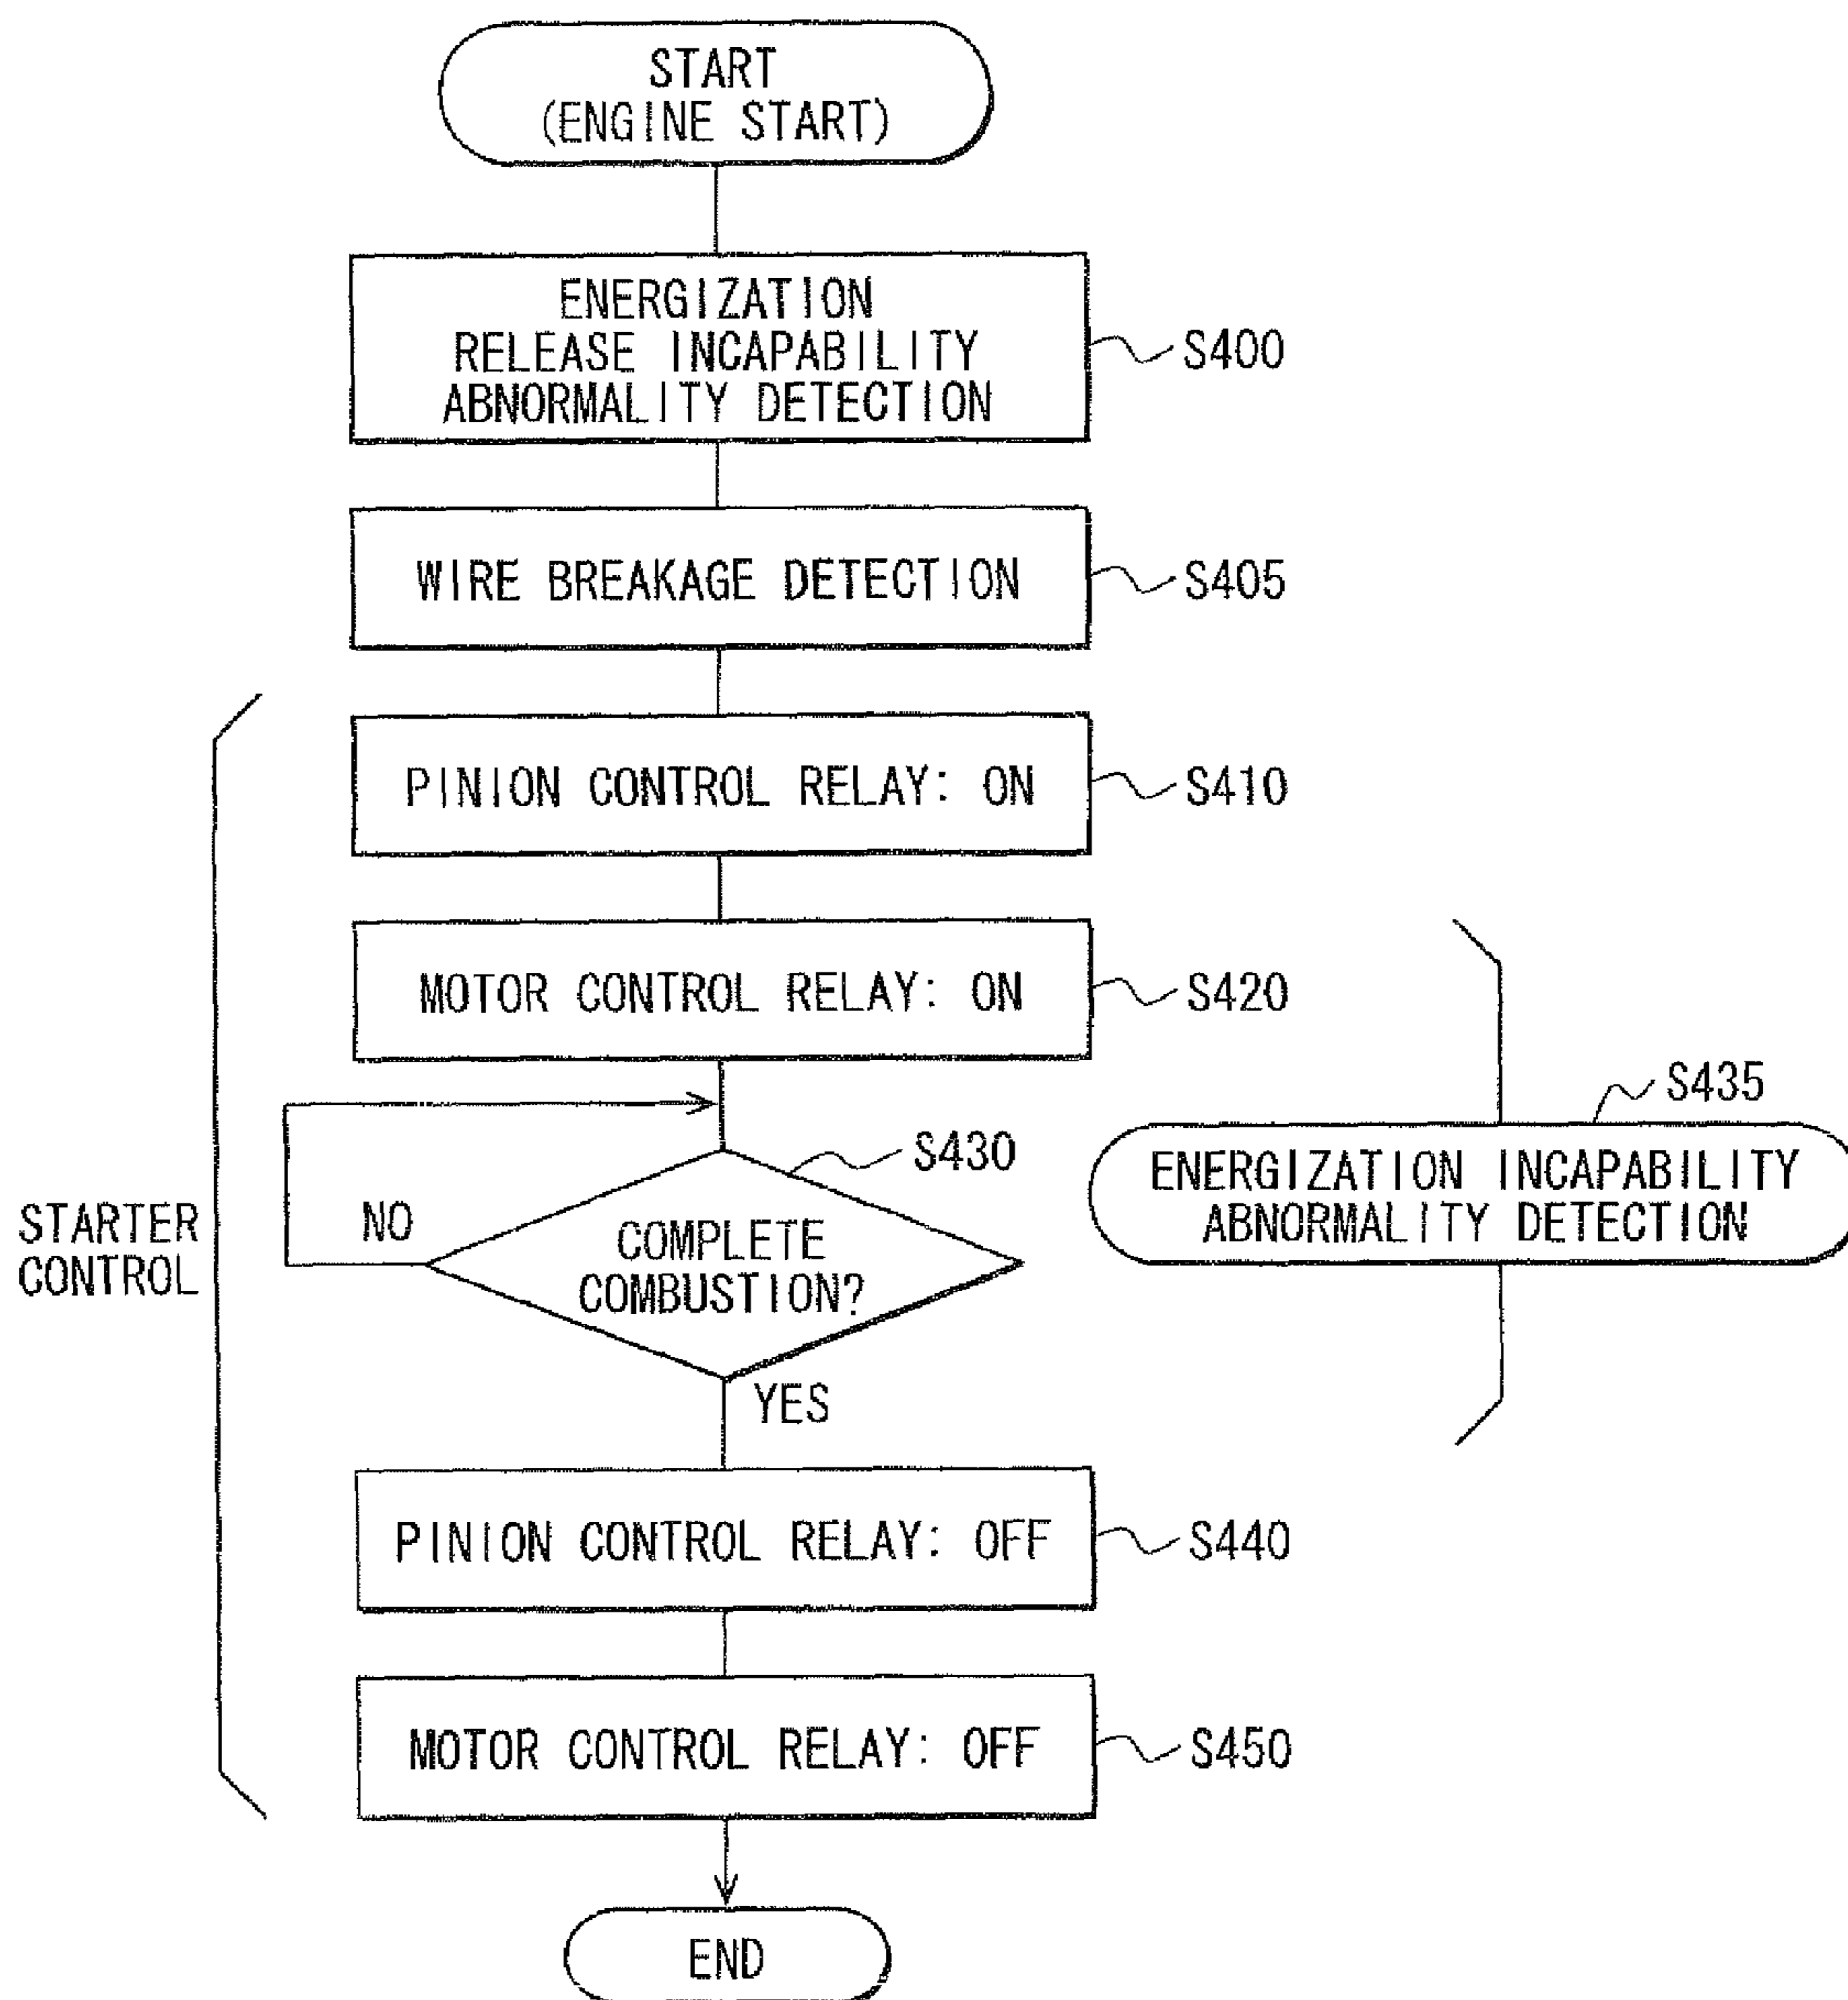 START
(ENGINE START)
ENERGIZATION
RELEASE INCAPABILITY
ABNORMALITY DETECTION
S400
WIRE BREAKAGE DETECTION
S405
PINION CONTROL RELAY: ON
S410
MOTOR CONTROL RELAY: ON
S420
S435
ENERGIZATION INCAPABILITY
ABNORMALITY DETECTION
S430
NO
COMPLETE
COMBUSTION?
STARTER
CONTROL
YES
PINION CONTROL RELAY: OFF
S440
MOTOR CONTROL RELAY: OFF
S450
END